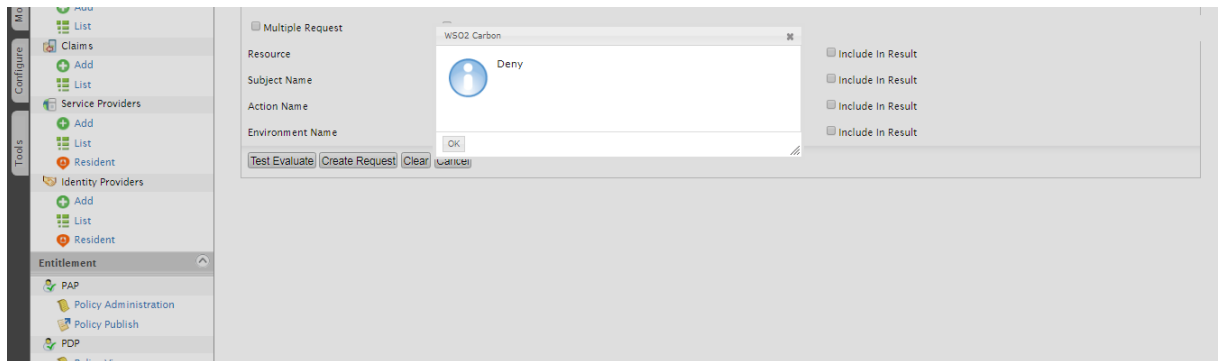 Mo
Configure
Tools
Add
List
Claims
Add
List
Service Providers
Add
List
Resident
Identity Providers
Add
List
Resident
Entitlement
PAP
Policy Administration
Policy Publish
PDP
Multiple Request
Resource
Include In Result
Subject Name
Include In Result
Action Name
Include In Result
Environment Name
Include In Result
Test Evaluate Create Request Clear Cancel
WSO2 Carbon
Deny
OK